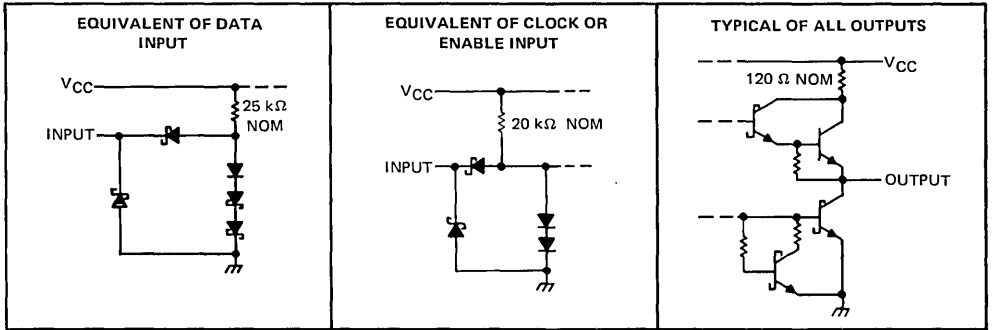 EQUIVALENT OF DATA
INPUT
VCC
25 kΩ
NOM
INPUT
EQUIVALENT OF CLOCK OR
ENABLE INPUT
VCC
20 kΩ NOM
INPUT
TYPICAL OF ALL OUTPUTS
VCC
120 Ω NOM
OUTPUT